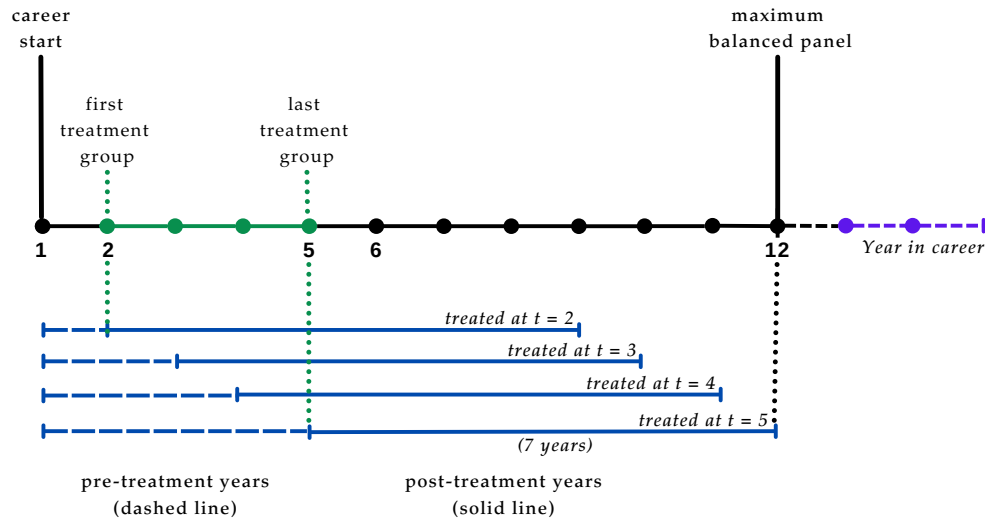 career
start
maximum
balanced panel
first
treatment
group
last
treatment
group
1
2
5
6
12
Year in career
treated at t = 2
treated at t = 3
treated at t = 4
treated at t = 5
(7 years)
pre-treatment years
(dashed line)
post-treatment years
(solid line)